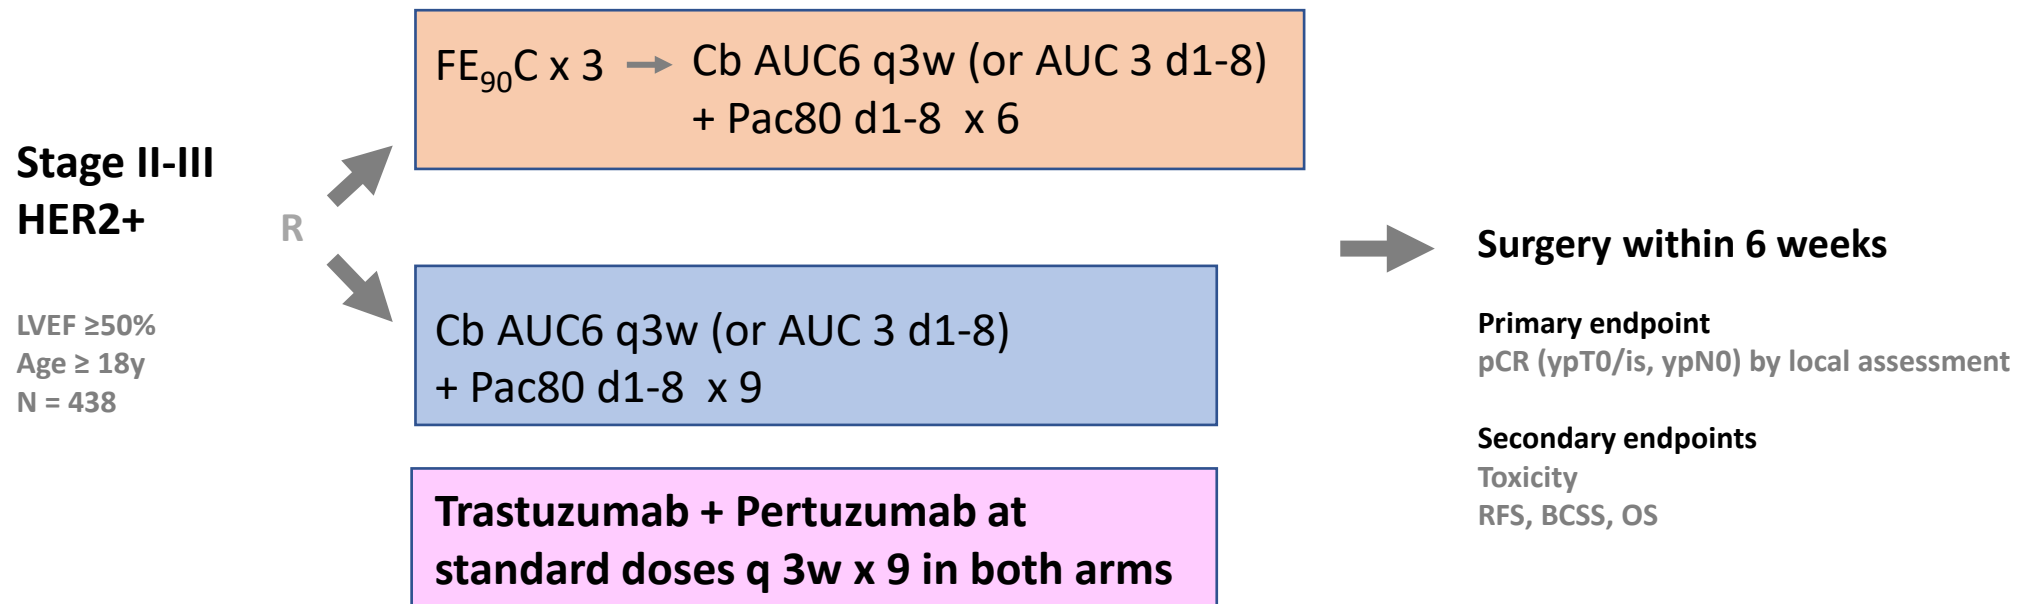 Stage II-III
HER2+
LVEF ≥50%
Age ≥ 18y
N = 438
R
FE₉₀C x 3
Cb AUC6 q3w (or AUC 3 d1-8)
+ Pac80 d1-8 x 6
Cb AUC6 q3w (or AUC 3 d1-8)
+ Pac80 d1-8 x 9
Trastuzumab + Pertuzumab at
standard doses q 3w x 9 in both arms
Surgery within 6 weeks
Primary endpoint
pCR (ypT0/is, ypN0) by local assessment
Secondary endpoints
Toxicity
RFS, BCSS, OS